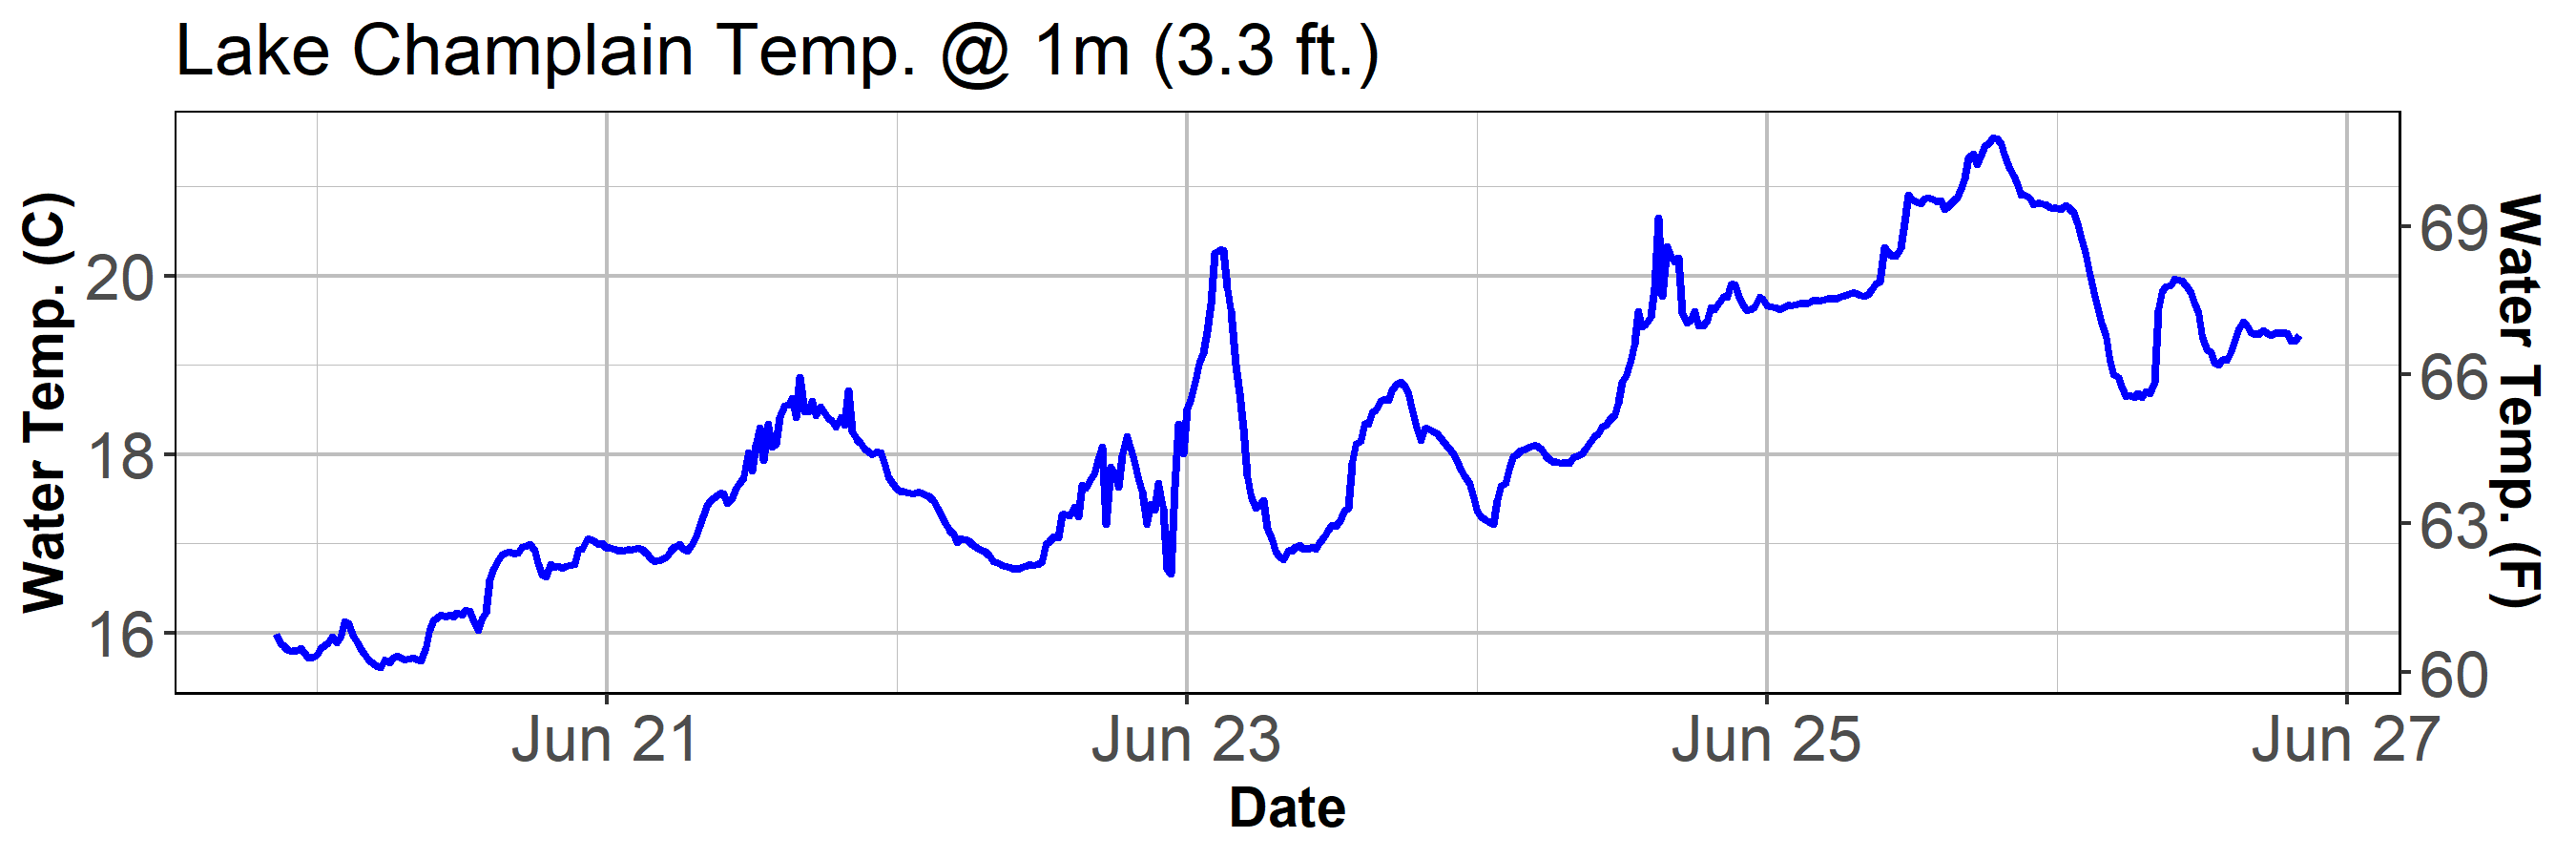 Lake Champlain Temp. @ 1m (3.3 ft.)
Water Temp. (C)
20
18
16
69
66
63
60
Water Temp. (F)
Jun 21
Jun 23
Jun 25
Jun 27
Date